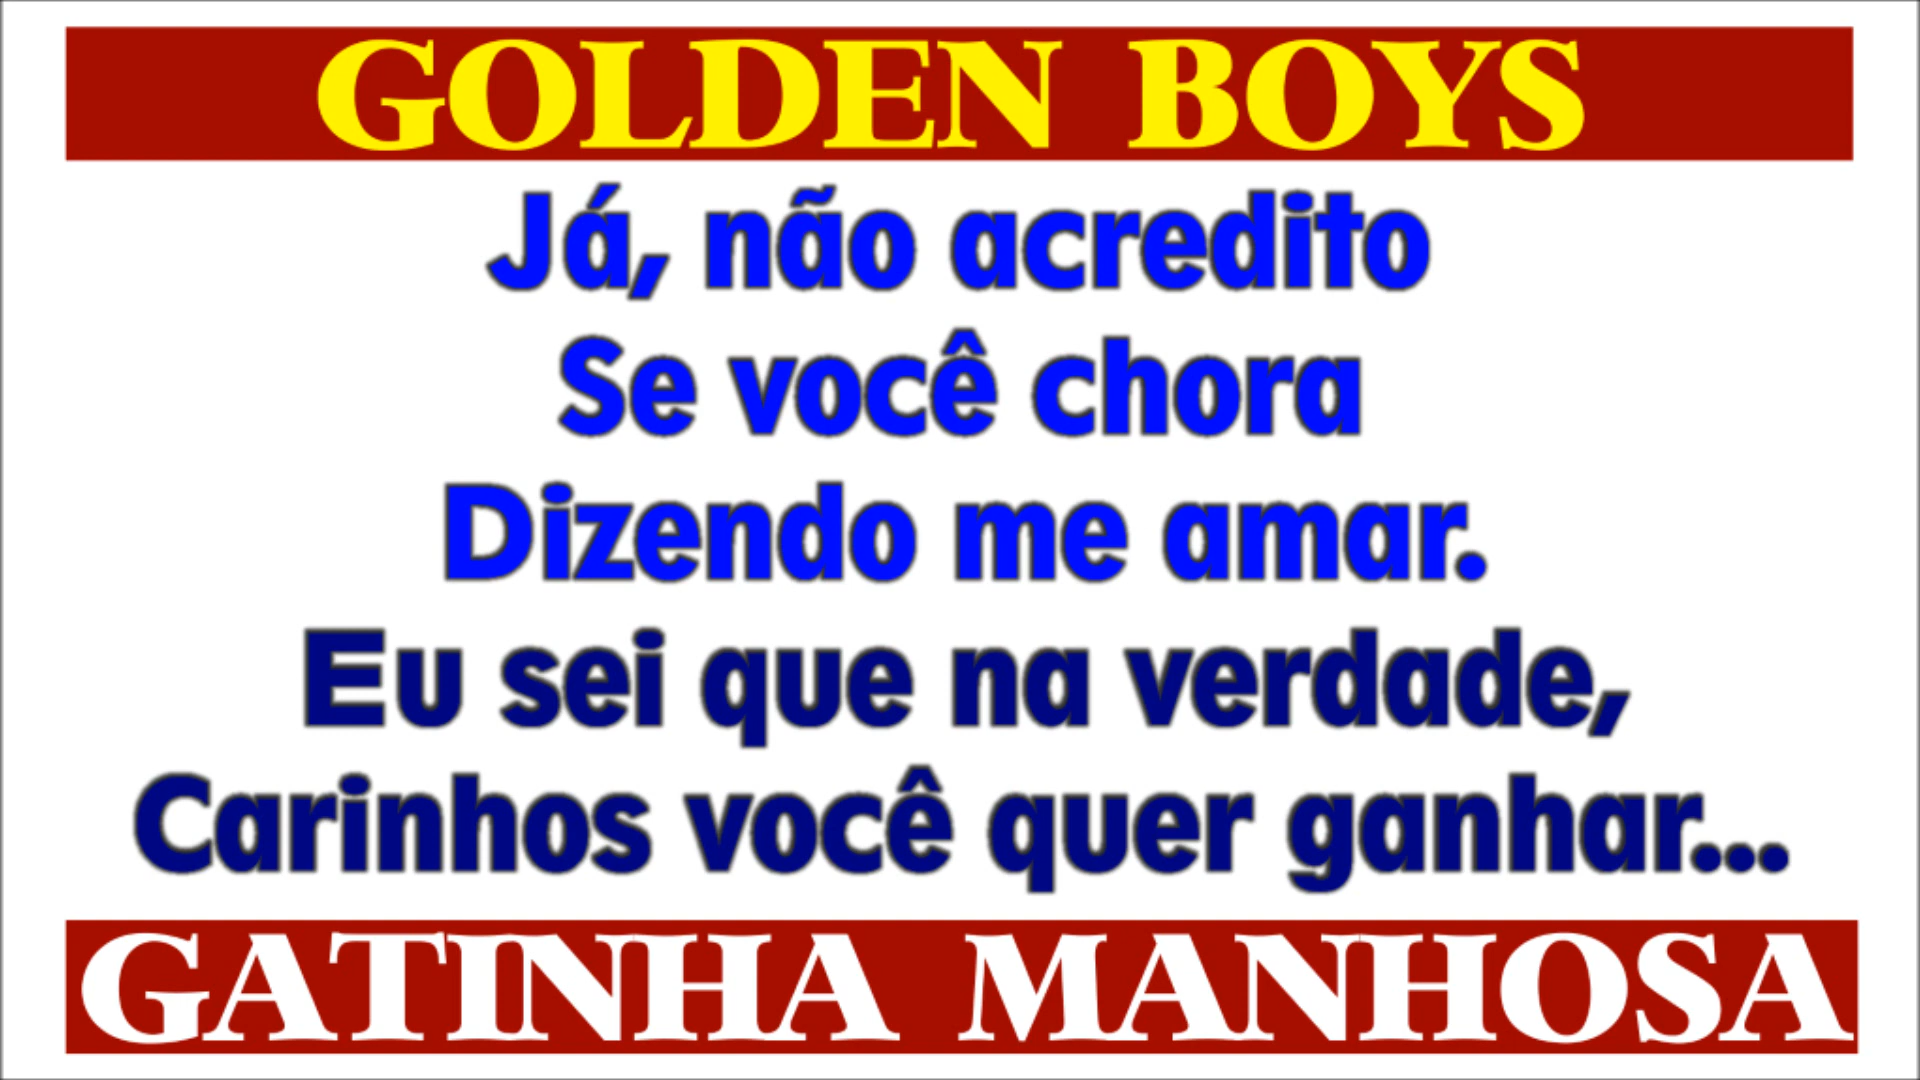 GOLDEN BOYS
Já, não acredito
Se você chora
Dizendo me amar.
Eu sei que na verdade,
Carinhos você quer ganhar...
GATINHA MANHOSA